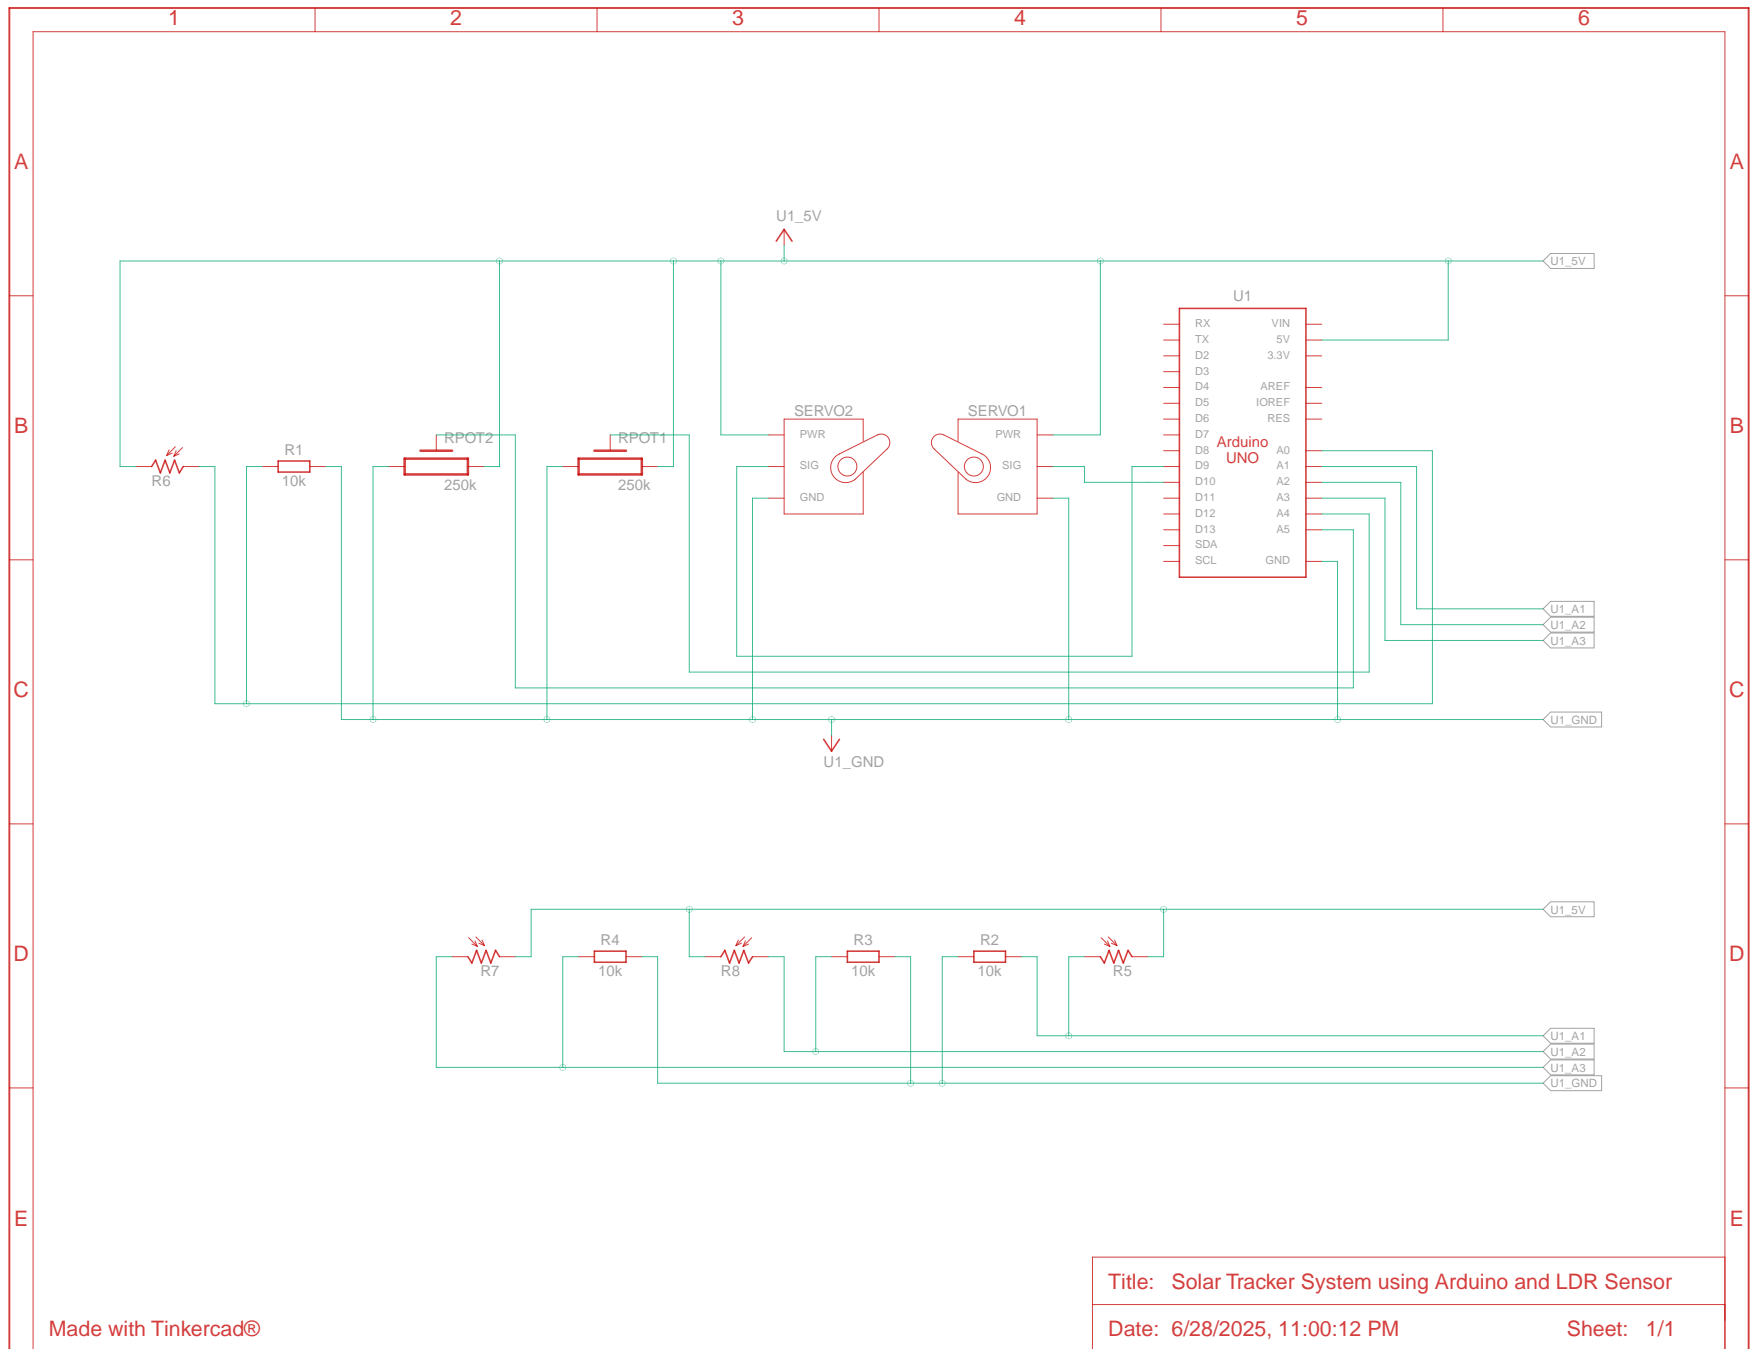 1 2 3 4 5 6
A A
U1_5V
U1_5V
B B
U1
RX VIN
TX 5V
D2 3.3V
D3
D4 AREF
D5 IOREF
D6 RES
D7
D8 A0
D9 A1
D10 A2
D11 A3
D12 A4
D13 A5
SDA
SCL GND
Arduino
UNO
SERVO2
PWR
SIG
GND
SERVO1
PWR
SIG
GND
R6
R1
10k
RPOT2
250k
RPOT1
250k
C C
U1_A1
U1_A2
U1_A3
U1_GND
U1_GND
D D
U1_5V
R7
R4
10k
R8
R3
10k
R2
10k
R5
U1_A1
U1_A2
U1_A3
U1_GND
E E
Title: Solar Tracker System using Arduino and LDR Sensor
Made with Tinkercad®
Date: 6/28/2025, 11:00:12 PM Sheet: 1/1